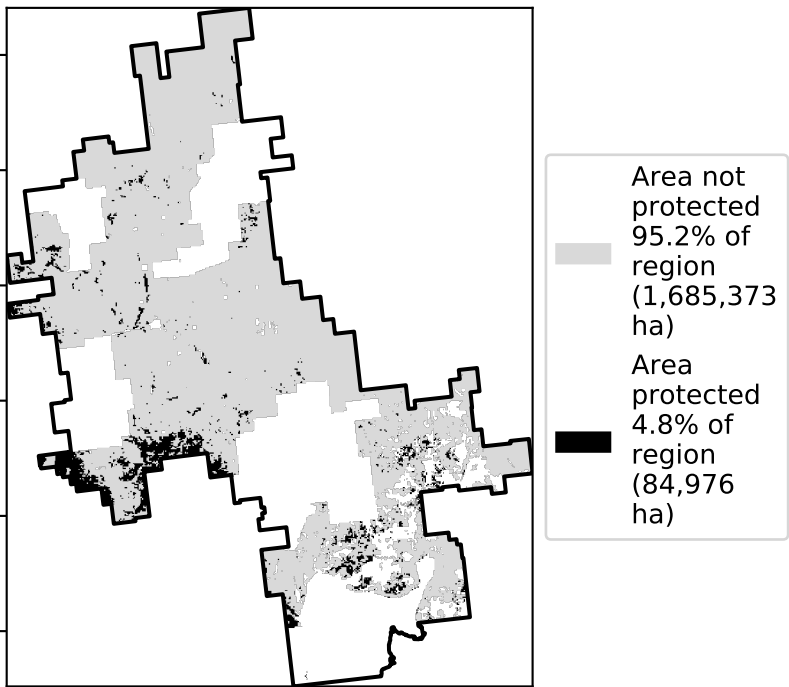 Area not
protected
95.2% of
region
(1,685,373
ha)
Area
protected
4.8% of
region
(84,976
ha)